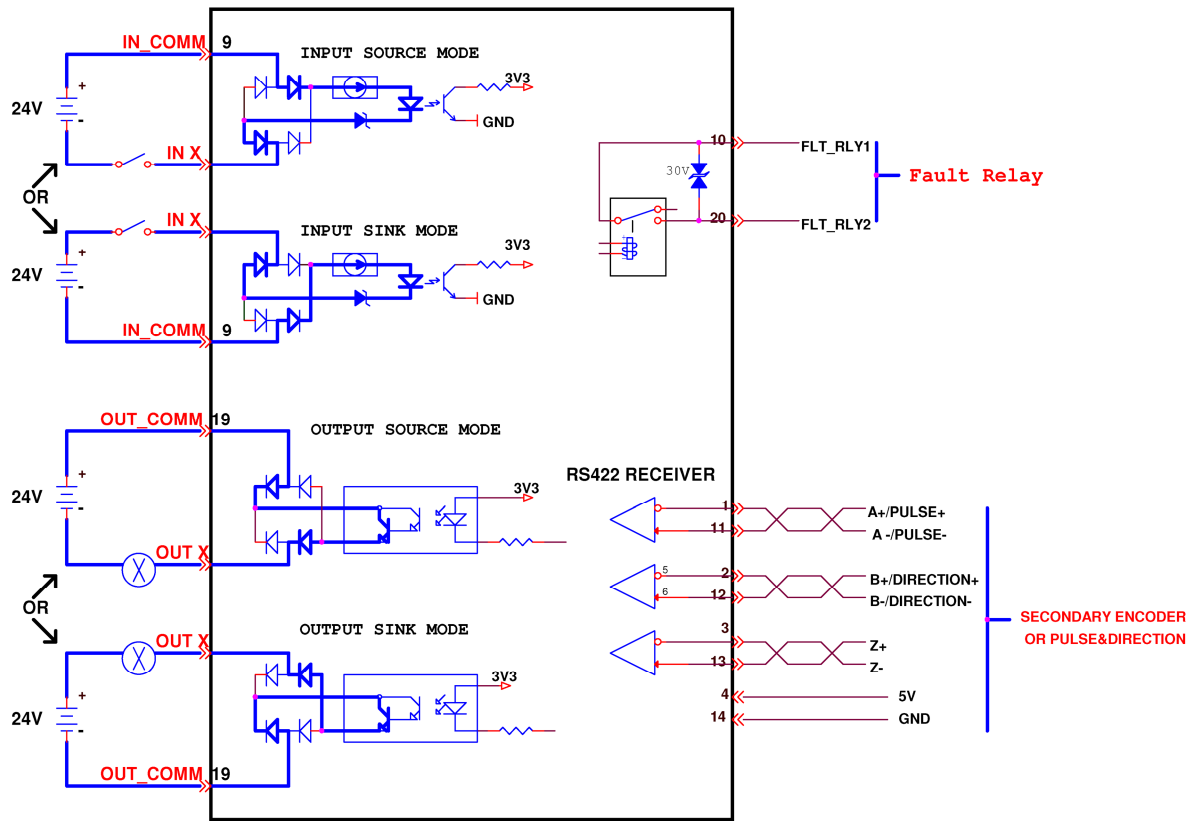 IN_COMM 9
INPUT SOURCE MODE
+
24V
-
3V3
GND
IN X
OR
IN X
INPUT SINK MODE
+
24V
-
3V3
GND
IN_COMM 9
10
FLT_RLY1
30V
Fault Relay
+
20
FLT_RLY2
OUT_COMM 19
OUTPUT SOURCE MODE
+
24V
-
3V3
OUT X
OR
OUT X
OUTPUT SINK MODE
+
24V
-
3V3
OUT_COMM 19
RS422 RECEIVER
1
A+/PULSE+
11
A-/PULSE-
5
2
B+/DIRECTION+
6
12
B-/DIRECTION-
3
Z+
13
Z-
4
5V
14
GND
SECONDARY ENCODER
OR PULSE&DIRECTION